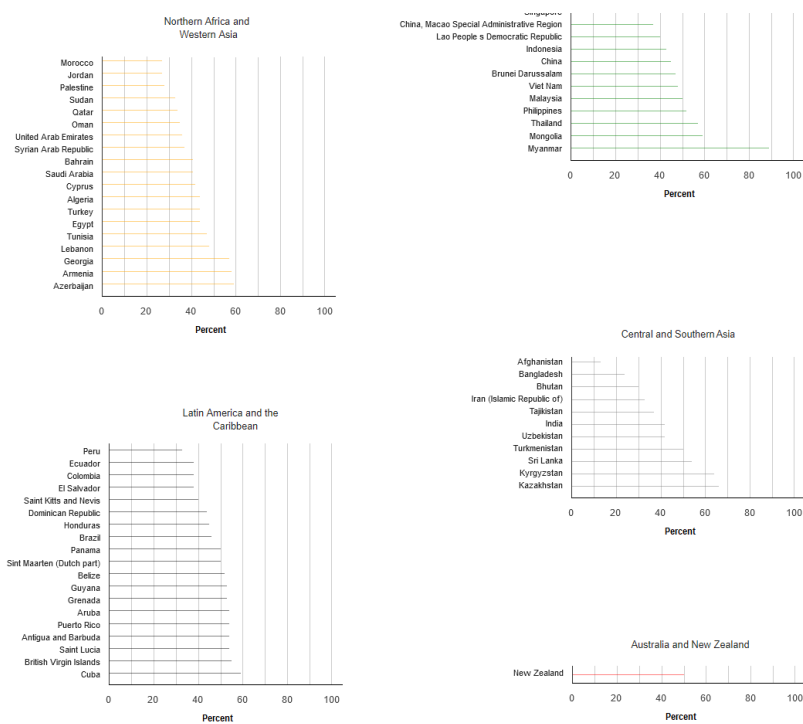 Northern Africa and
Western Asia
Morocco
Jordan
Palestine
Sudan
Qatar
Oman
United Arab Emirates
Syrian Arab Republic
Bahrain
Saudi Arabia
Cyprus
Algeria
Turkey
Egypt
Tunisia
Lebanon
Georgia
Armenia
Azerbaijan
0 20 40 60 80 100
Percent
Latin America and the
Caribbean
Peru
Ecuador
Colombia
El Salvador
Saint Kitts and Nevis
Dominican Republic
Honduras
Brazil
Panama
Sint Maarten (Dutch part)
Belize
Guyana
Grenada
Aruba
Puerto Rico
Antigua and Barbuda
Saint Lucia
British Virgin Islands
Cuba
0 20 40 60 80 100
Percent
Singapore
China, Macao Special Administrative Region
Lao People s Democratic Republic
Indonesia
China
Brunei Darussalam
Viet Nam
Malaysia
Philippines
Thailand
Mongolia
Myanmar
0 20 40 60 80 100
Percent
Central and Southern Asia
Afghanistan
Bangladesh
Bhutan
Iran (Islamic Republic of)
Tajikistan
India
Uzbekistan
Turkmenistan
Sri Lanka
Kyrgyzstan
Kazakhstan
0 20 40 60 80 100
Percent
Australia and New Zealand
New Zealand
0 20 40 60 80 100
Percent